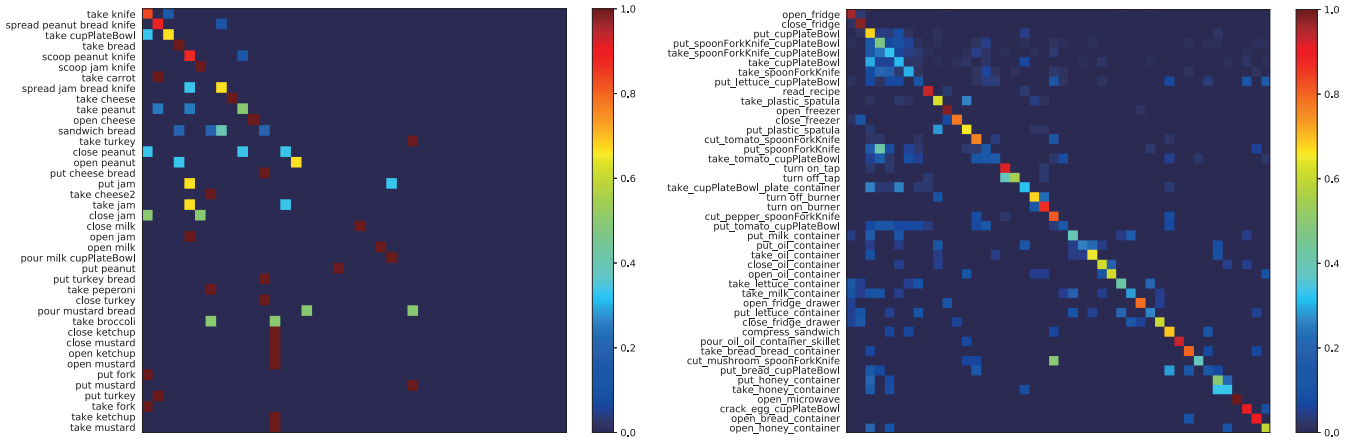 take knife
spread peanut bread knife
take cupPlateBowl
take bread
scoop peanut knife
scoop jam knife
take carrot
spread jam bread knife
take cheese
take peanut
open cheese
sandwich bread
take turkey
close peanut
open peanut
put cheese bread
put jam
take cheese2
take jam
close jam
close milk
open jam
open milk
pour milk cupPlateBowl
put peanut
put turkey bread
take peperoni
close turkey
pour mustard bread
take broccoli
close ketchup
close mustard
open ketchup
open mustard
put fork
put mustard
put turkey
take fork
take ketchup
take mustard
1.0
0.8
0.6
0.4
0.2
0.0
open_fridge
close_fridge
put_cupPlateBowl
put_spoonForkKnife_cupPlateBowl
take_spoonForkKnife_cupPlateBowl
take_cupPlateBowl
take_spoonForkKnife
put_lettuce_cupPlateBowl
read_recipe
take_plastic_spatula
open_freezer
close_freezer
put_plastic_spatula
cut_tomato_spoonForkKnife
put_spoonForkKnife
take_tomato_cupPlateBowl
turn on_tap
turn off_tap
take_cupPlateBowl_plate_container
turn off_burner
turn on_burner
cut_pepper_spoonForkKnife
put_tomato_cupPlateBowl
put_milk_container
put_oil_container
take_oil_container
close_oil_container
open_oil_container
take_lettuce_container
take_milk_container
open_fridge_drawer
put_lettuce_container
close_fridge_drawer
compress_sandwich
pour_oil_oil_container_skillet
take_bread_bread_container
cut_mushroom_spoonForkKnife
put_bread_cupPlateBowl
put_honey_container
take_honey_container
open_microwave
crack_egg_cupPlateBowl
open_bread_container
open_honey_container
1.0
0.8
0.6
0.4
0.2
0.0